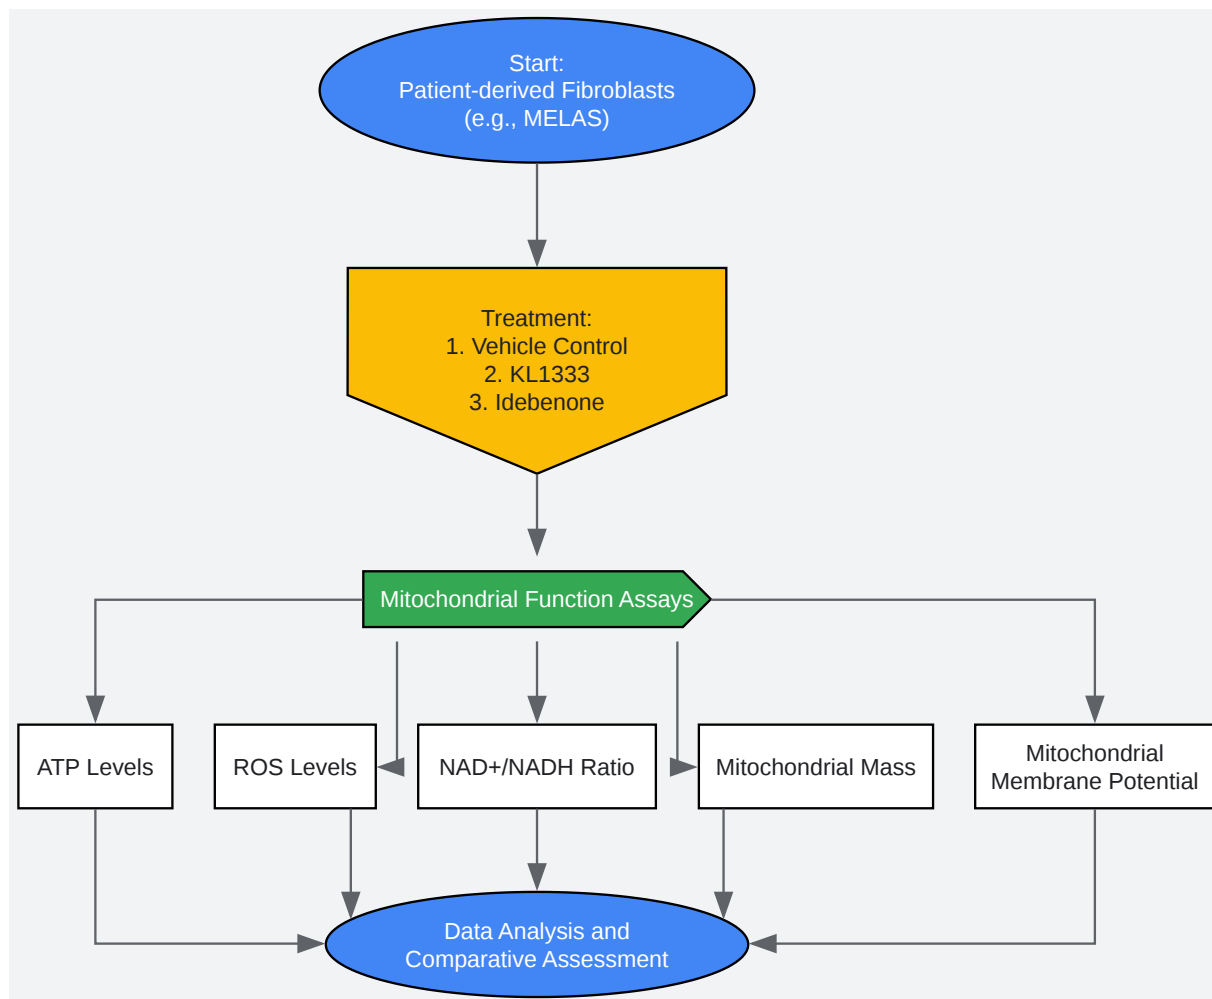 Start:
Patient-derived Fibroblasts
(e.g., MELAS)
Treatment:
1. Vehicle Control
2. KL1333
3. Idebenone
Mitochondrial Function Assays
ATP Levels
ROS Levels
NAD+/NADH Ratio
Mitochondrial Mass
Mitochondrial
Membrane Potential
Data Analysis and
Comparative Assessment